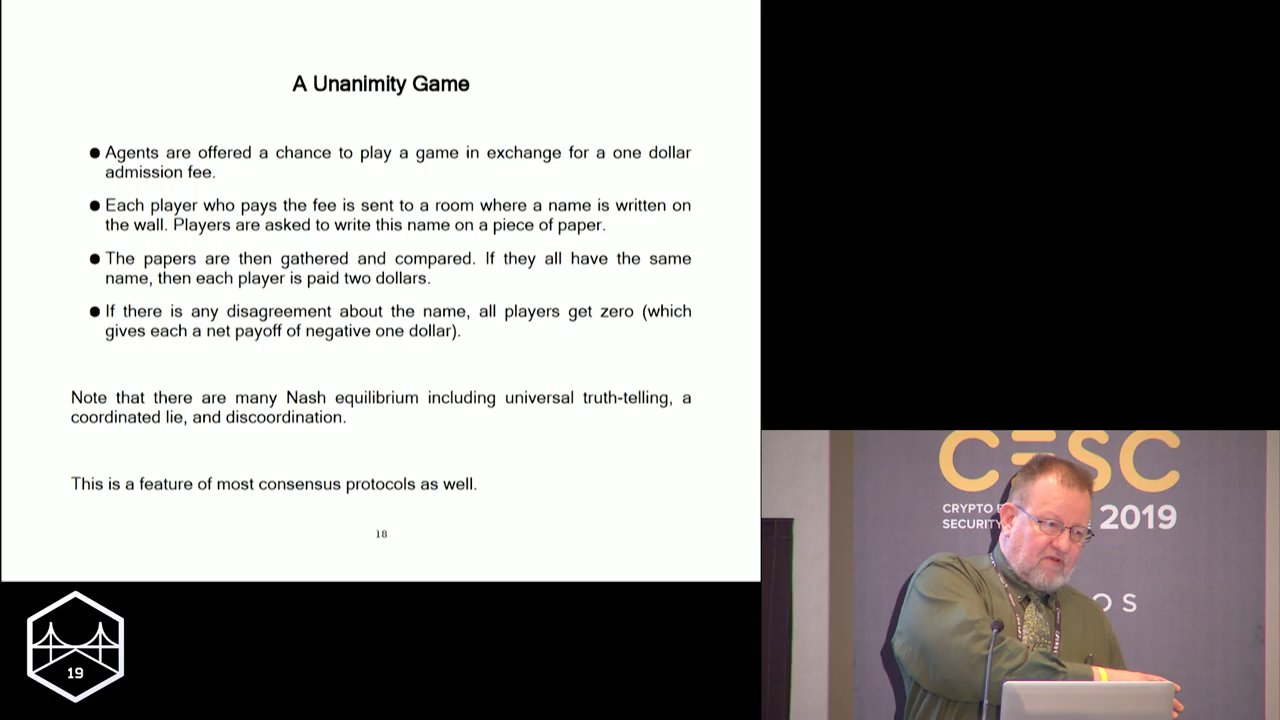 A Unanimity Game
● Agents are offered a chance to play a game in exchange for a one dollar
admission fee.
● Each player who pays the fee is sent to a room where a name is written on
the wall. Players are asked to write this name on a piece of paper.
● The papers are then gathered and compared. If they all have the same
name, then each player is paid two dollars.
● If there is any disagreement about the name, all players get zero (which
gives each a net payoff of negative one dollar).
Note that there are many Nash equilibrium including universal truth-telling, a
coordinated lie, and discoordination.
This is a feature of most consensus protocols as well.
18
CESC
CRYPTO
SECURITY 2019
OS
19